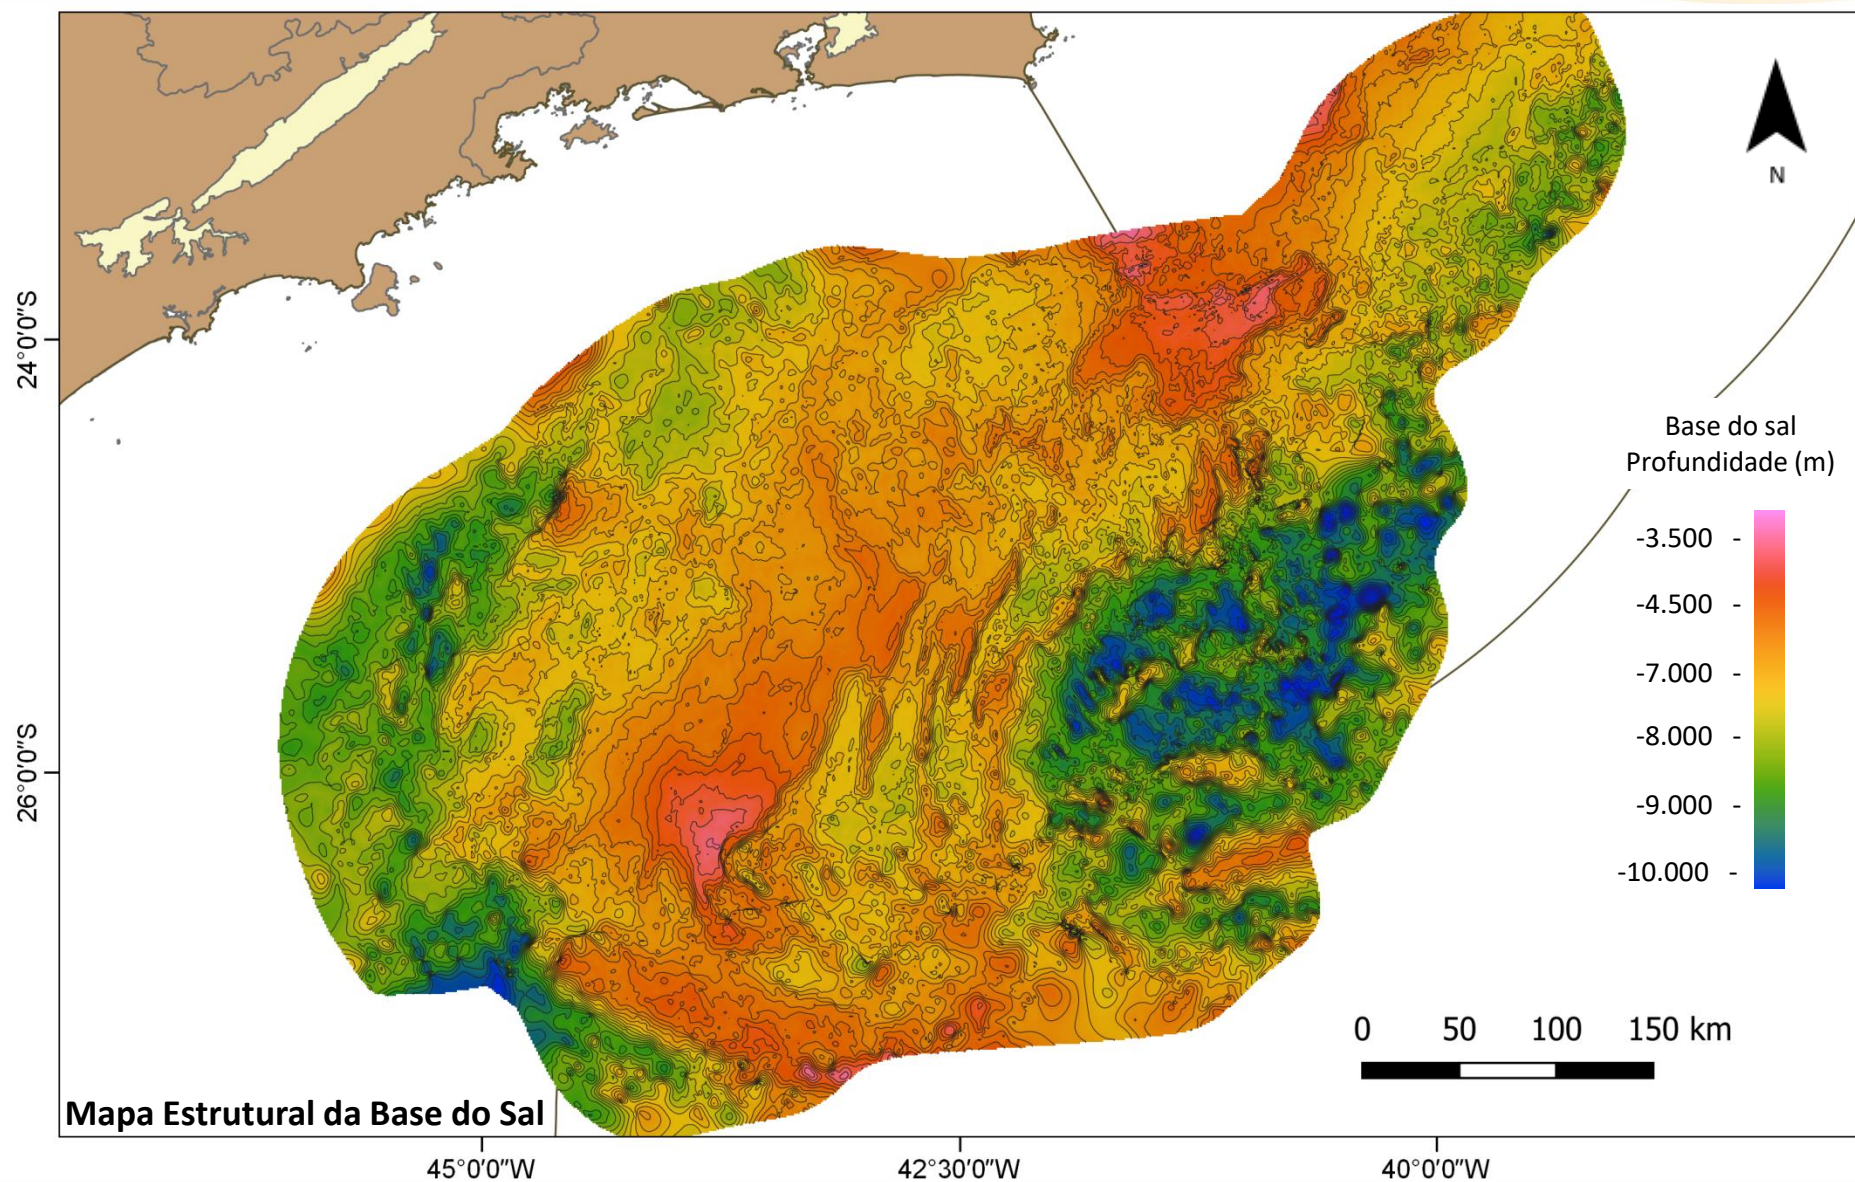 N
24°0'0"S
26°0'0"S
Base do sal
Profundidade (m)
-3.500 -
-4.500 -
-7.000 -
-8.000 -
-9.000 -
-10.000 -
0 50 100 150 km
Mapa Estrutural da Base do Sal
45°0'0"W 42°30'0"W 40°0'0"W